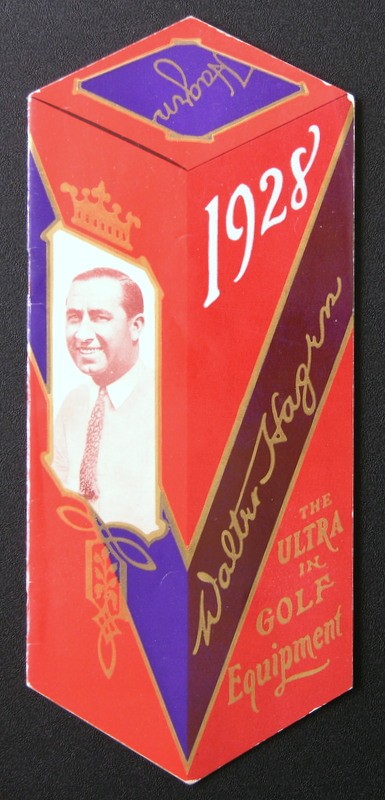 Hagen
1928
Walter Hagen
THE
ULTRA
IN
GOLF
Equipment